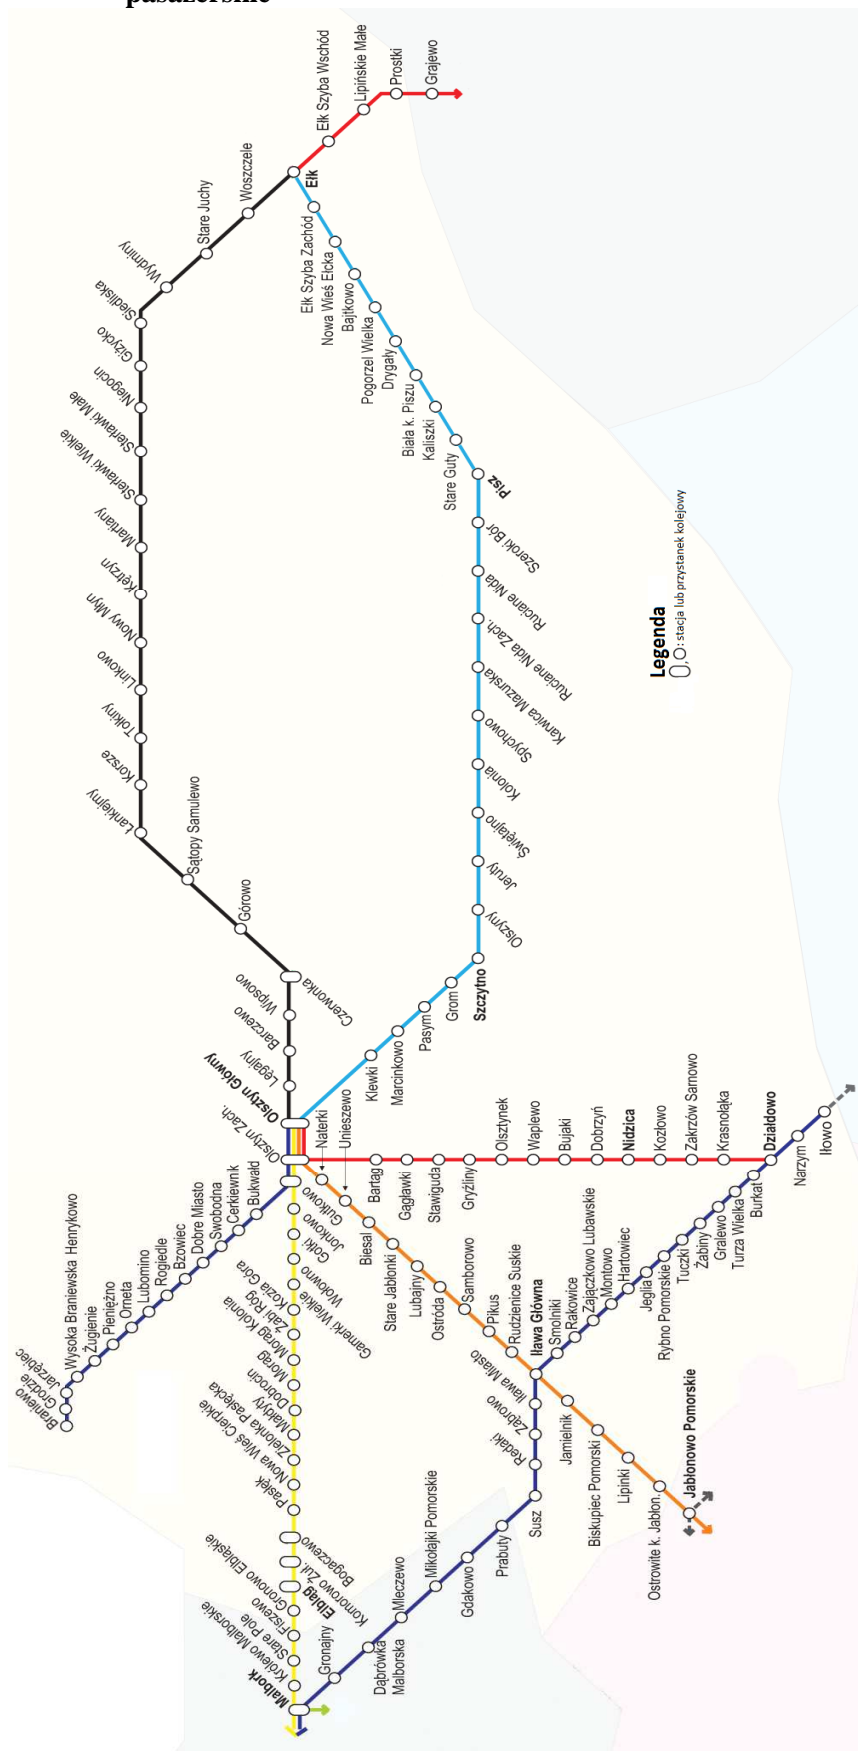 pasażerskie
Grajewo
Prostki
Lipińskie Małe
Ełk Szyba Wschód
Ełk
Woszczele
Stare Juchy
Wydminy
Siedliska
Giżycko
Niegocin
Sterławki Małe
Sterławki Wielkie
Martiany
Kętrzyn
Nowy Młyn
Linkowo
Tołkiny
Korsze
Łankiejmy
Sątopy Samulewo
Górowo
Czerwonka
Wipsowo
Barczewo
Łęgajny
Olsztyn Główny
Olsztyn Zach.
Ełk Szyba Zachód
Nowa Wieś Ełcka
Bajtkowo
Pogorzel Wielka
Drygały
Biała k. Piszu
Kaliszki
Stare Guty
Pisz
Szeroki Bór
Ruciane Nida
Ruciane Nida Zach.
Karwica Mazurska
Spychowo
Kolonia
Świętajno
Jeruty
Olszyny
Szczytno
Grom
Pasym
Marcinkowo
Klewki
Legenda
: stacja lub przystanek kolejowy
Naterki
Unieszewo
Bartąg
Gągławki
Stawiguda
Gryźliny
Olsztynek
Waplewo
Bujaki
Dobrzyń
Nidzica
Kozłowo
Zakrzów Sarnowo
Krasnołąka
Działdowo
Iłowo
Narzym
Burkat
Turza Wielka
Gralewo
Żabiny
Tuczki
Rybno Pomorskie
Jeglia
Hartowiec
Montowo
Zajączkowo Lubawskie
Rakowice
Smolniki
Iława Główna
Bukwałd
Cerkiewnik
Swobodna
Dobre Miasto
Bzowiec
Rogiedle
Lubomino
Orneta
Pieniężno
Żugienie
Wysoka Braniewska Henrykowo
Jarzębiec
Grodzie
Braniewo
Gutkowo
Jonkowo
Gołki
Wołowno
Gamerki Wielkie
Kozia Góra
Żabi Róg
Morąg Kolonia
Morąg
Dobrocin
Małdyty
Zielonka Pasłęcka
Nowa Wieś Cierpkie
Pasłęk
Bogaczewo
Komorowo Żuł.
Elbląg
Gronowo Elbląskie
Fiszewo
Stare Pole
Królewo Malborskie
Malbork
Biesal
Stare Jabłonki
Lubajny
Ostróda
Samborowo
Pikus
Rudzienice Suskie
Iława Miasto
Ząbrowo
Redaki
Susz
Prabuty
Gdakowo
Mikołajki Pomorskie
Mleczewo
Dąbrówka
Malborska
Gronajny
Jamielnik
Biskupiec Pomorski
Lipinki
Ostrowite k. Jabłon.
Jabłonowo Pomorskie